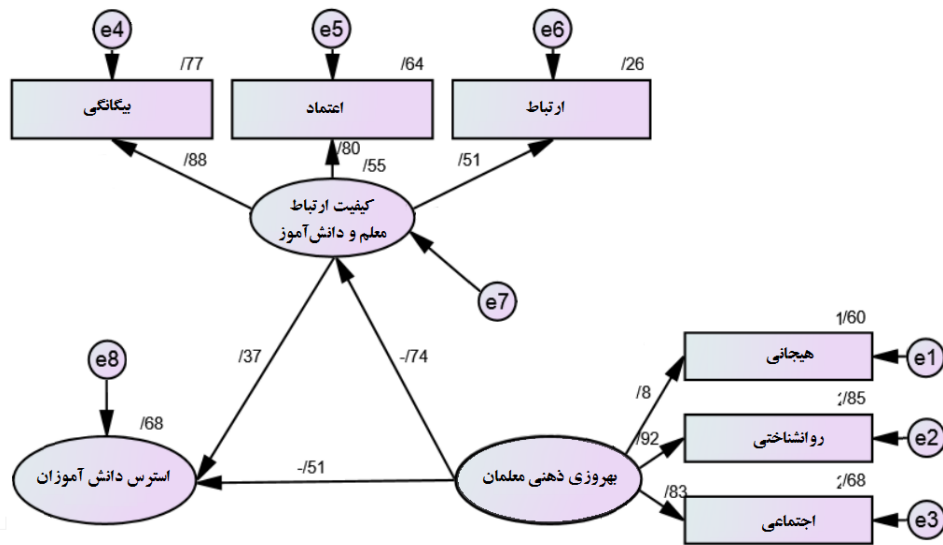 e4
e5
e6
/77
/64
/26
بیگانگی
اعتماد
ارتباط
/88
/80
/51
/55
کیفیت ارتباط
معلم و دانش‌آموز
e7
/37
-/74
e8
/68
استرس دانش آموزان
-/51
بهروزی ذهنی معلمان
/8
/92
/83
/60
هیجانی
e1
/85
روانشناختی
e2
/68
اجتماعی
e3